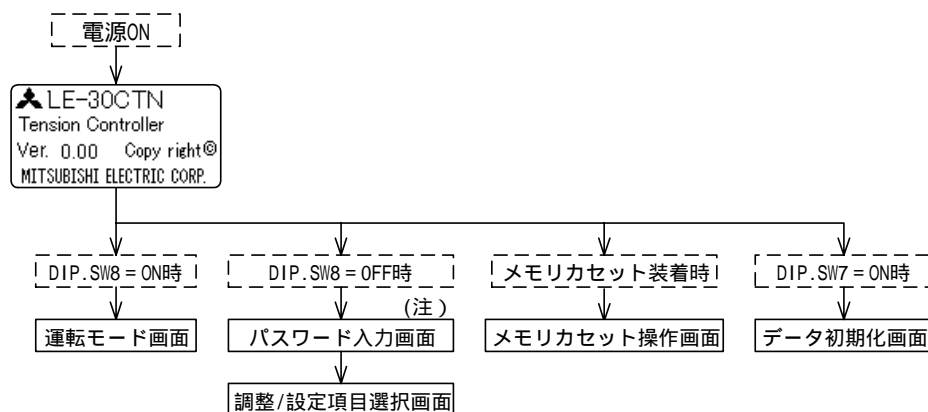 電源ON
LE-30CTN
Tension Controller
Ver. 0.00 Copy right©
MITSUBISHI ELECTRIC CORP.
DIP.SW8＝ON時
DIP.SW8＝OFF時
メモリカセット装着時
DIP.SW7＝ON時
(注)
運転モード画面
パスワード入力画面
メモリカセット操作画面
データ初期化画面
調整/設定項目選択画面